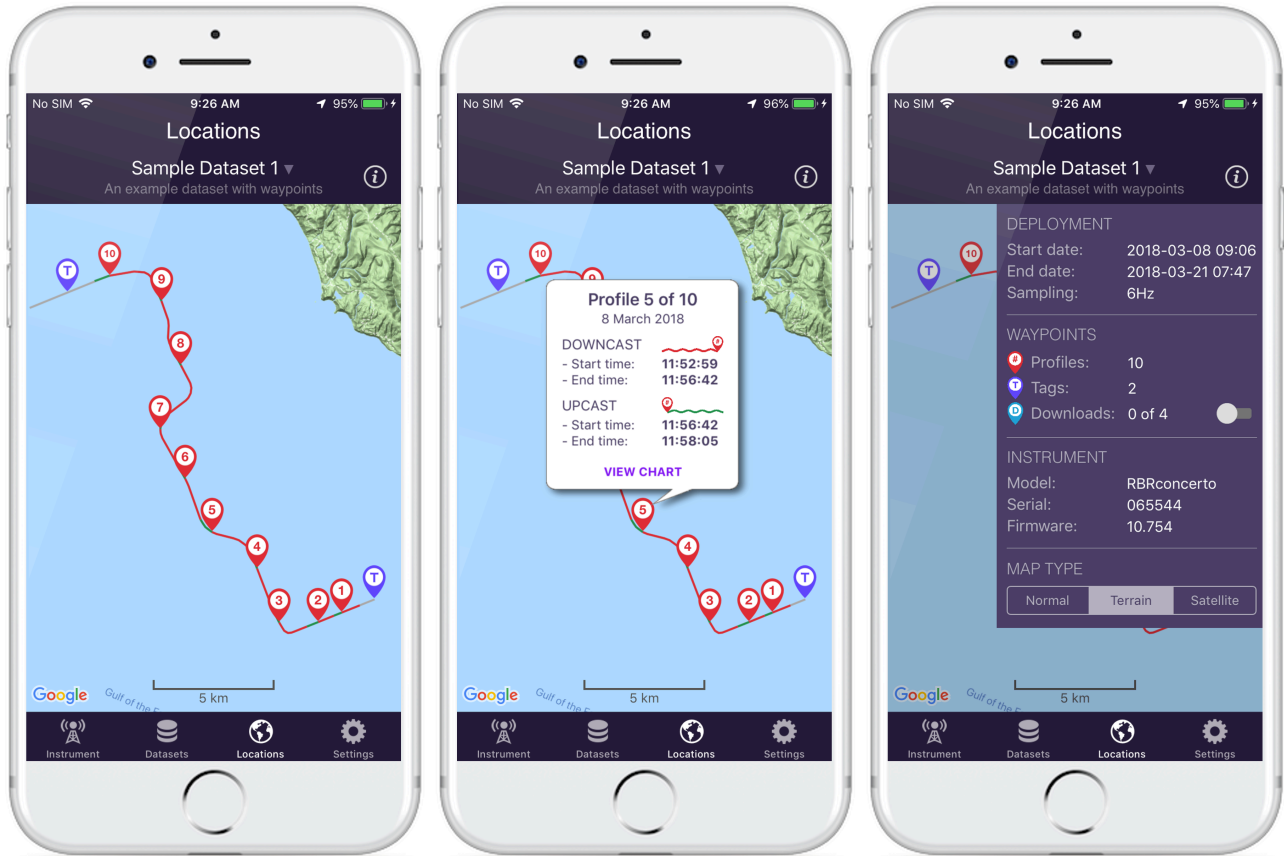 No SIM 9:26 AM 95%
Locations
Sample Dataset 1 ▼
An example dataset with waypoints
i
10
T
9
8
7
6
5
4
T
1
2
3
5 km
Google
Gulf of the
Instrument Datasets Locations Settings
No SIM 9:26 AM 96%
Locations
Sample Dataset 1 ▼
An example dataset with waypoints
i
10
T
9
Profile 5 of 10
8 March 2018
DOWNCAST
- Start time: 11:52:59
- End time: 11:56:42
UPCAST
- Start time: 11:56:42
- End time: 11:58:05
VIEW CHART
5
4
T
1
2
3
5 km
Google
Gulf of the
Instrument Datasets Locations Settings
No SIM 9:26 AM 95%
Locations
Sample Dataset 1 ▼
An example dataset with waypoints
i
10
T
DEPLOYMENT
Start date: 2018-03-08 09:06
End date: 2018-03-21 07:47
Sampling: 6Hz
WAYPOINTS
# Profiles: 10
T Tags: 2
D Downloads: 0 of 4
INSTRUMENT
Model: RBRconcerto
Serial: 065544
Firmware: 10.754
MAP TYPE
Normal Terrain Satellite
5 km
Google
Gulf of the
Instrument Datasets Locations Settings